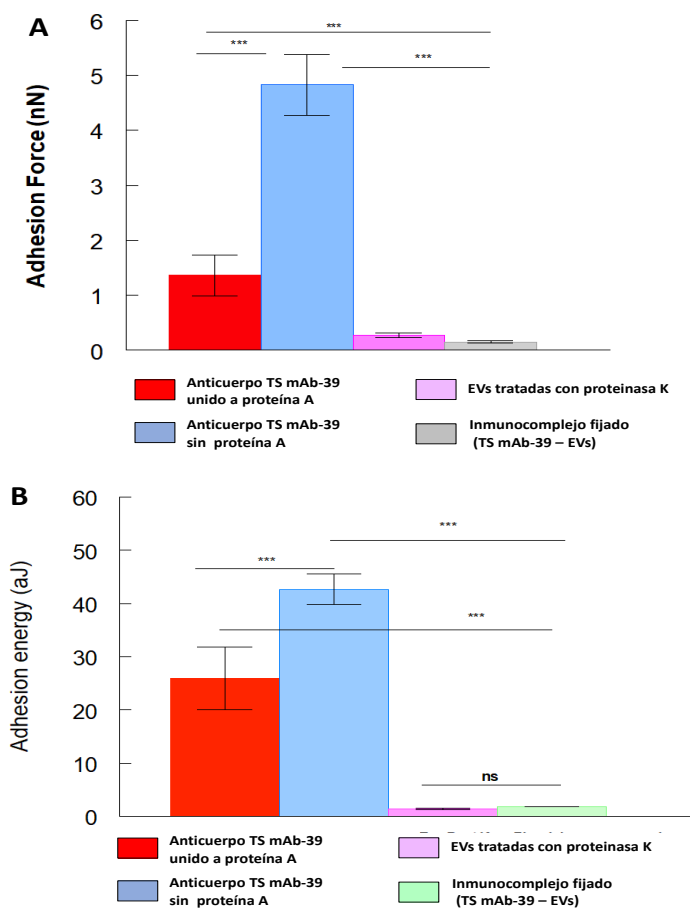 A
***
***
***
6
5
4
3
2
1
0
Adhesion Force (nN)
Anticuerpo TS mAb-39
unido a proteína A
EVs tratadas con proteinasa K
Anticuerpo TS mAb-39
sin proteína A
Inmunocomplejo fijado
(TS mAb-39 – EVs)
B
60
50
40
30
20
10
0
Adhesion energy (aJ)
***
***
***
ns
Anticuerpo TS mAb-39
unido a proteína A
EVs tratadas con proteinasa K
Anticuerpo TS mAb-39
sin proteína A
Inmunocomplejo fijado
(TS mAb-39 – EVs)